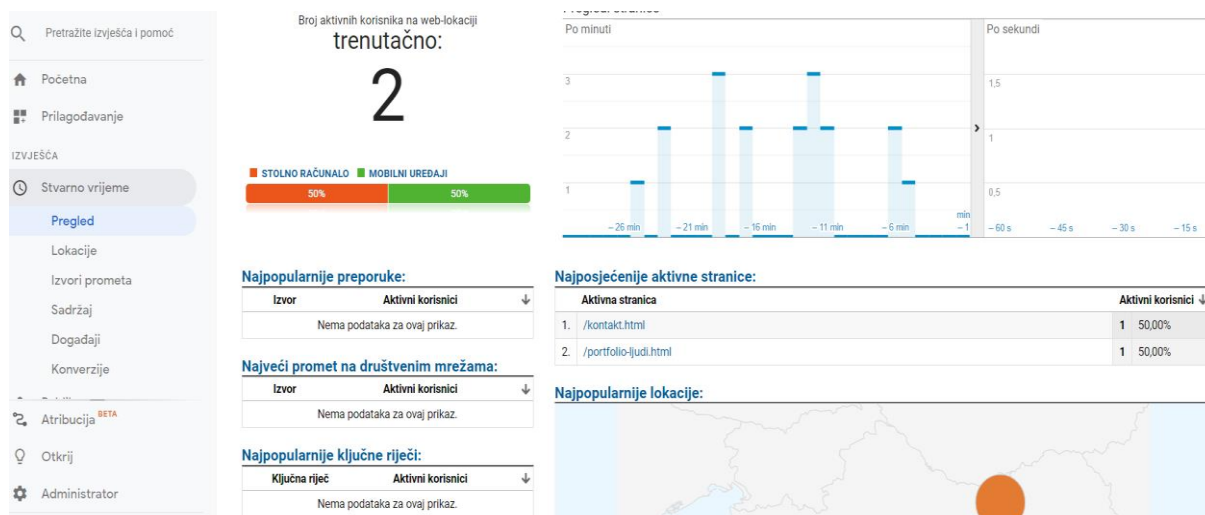 Pretražite izvješća i pomoć
Početna
Prilagođavanje
IZVJEŠĆA
Stvarno vrijeme
Pregled
Lokacije
Izvori prometa
Sadržaj
Događaji
Konverzije
Atribucija BETA
Otkrij
Administrator
Broj aktivnih korisnika na web-lokaciji
trenutačno:
2
STOLNO RAČUNALO MOBILNI UREĐAJI
50% 50%
Po minuti
3
2
1
– 26 min – 21 min – 16 min – 11 min – 6 min min – 1
Po sekundi
1,5
1
0,5
– 60 s – 45 s – 30 s – 15 s
Najpopularnije preporuke:
Izvor Aktivni korisnici
Nema podataka za ovaj prikaz.
Najveći promet na društvenim mrežama:
Izvor Aktivni korisnici
Nema podataka za ovaj prikaz.
Najpopularnije ključne riječi:
Ključna riječ Aktivni korisnici
Nema podataka za ovaj prikaz.
Najposjećenije aktivne stranice:
Aktivna stranica Aktivni korisnici
1. /kontakt.html 1 50,00%
2. /portfolio-ljudi.html 1 50,00%
Najpopularnije lokacije: